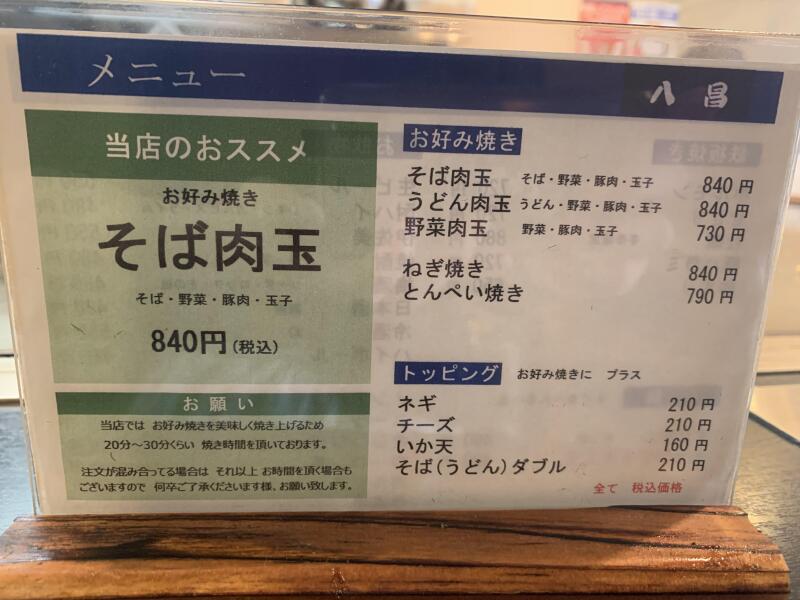 メニュー
八昌
当店のおススメ
お好み焼き
そば肉玉
そば・野菜・豚肉・玉子
840円(税込)
お願い
当店では お好み焼きを美味しく焼き上げるため
20分～30分くらい 焼き時間を頂いております。
注文が混み合ってる場合は それ以上 お時間を頂く場合も
ございますので 何卒ご了承くださいます様、お願い致します。
お好み焼き
そば肉玉 そば・野菜・豚肉・玉子 840円
うどん肉玉 うどん・野菜・豚肉・玉子 840円
野菜肉玉 野菜・豚肉・玉子 730円
ねぎ焼き 840円
とんぺい焼き 790円
トッピング お好み焼きに プラス
ネギ 210円
チーズ 210円
いか天 160円
そば(うどん)ダブル 210円
全て 税込価格